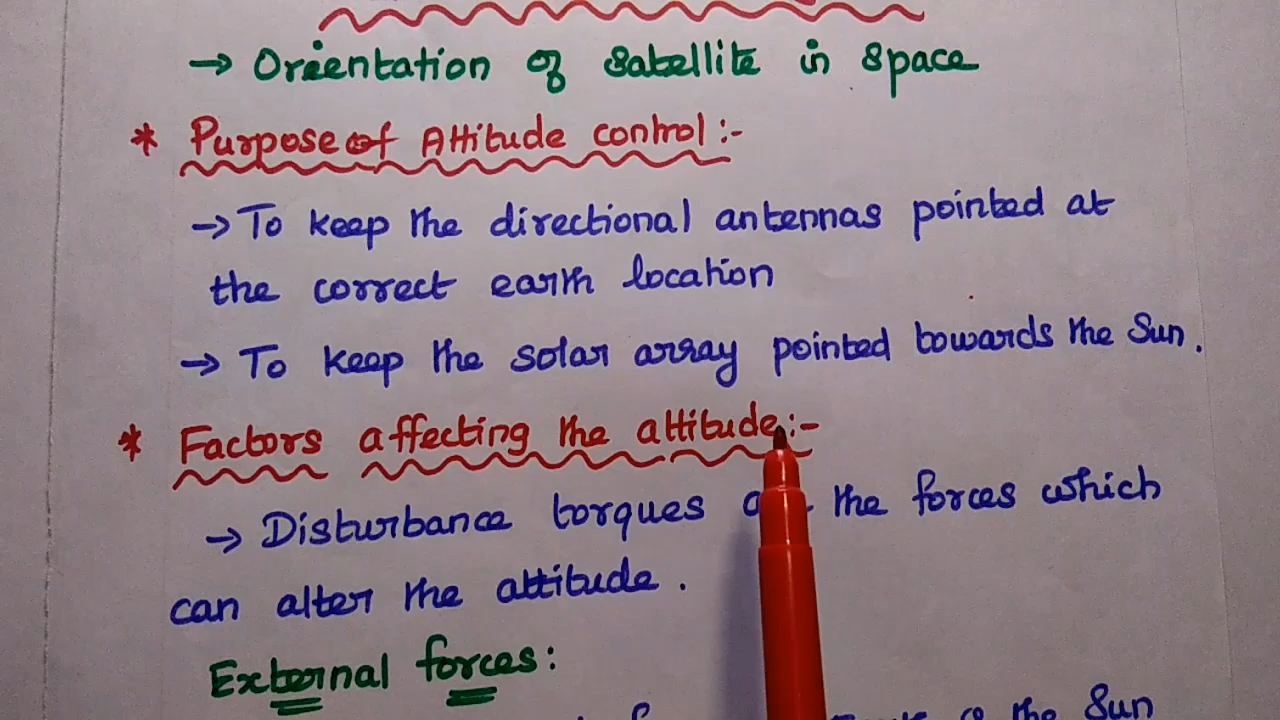 → Orientation of Satellite in Space
* Purpose of Attitude control :-
→ To keep the directional antennas pointed at
the correct earth location
→ To keep the solar array pointed towards the Sun.
* Factors affecting the attitude :-
→ Disturbance torques the forces which
can alter the attitude.
External forces :
the Sun